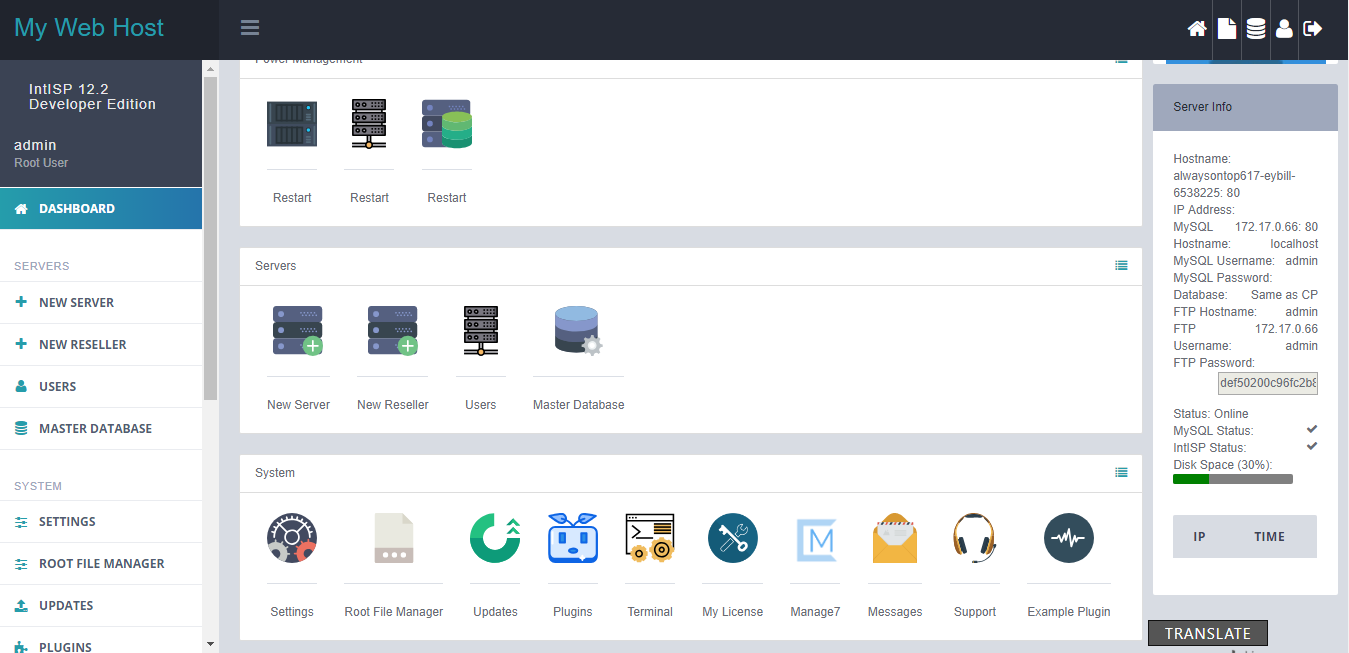 My Web Host
IntISP 12.2
Developer Edition
admin
Root User
DASHBOARD
SERVERS
NEW SERVER
NEW RESELLER
USERS
MASTER DATABASE
SYSTEM
SETTINGS
ROOT FILE MANAGER
UPDATES
PLUGINS
Power Management
Restart Restart Restart
Servers
New Server New Reseller Users Master Database
System
Settings Root File Manager Updates Plugins Terminal My License Manage7 Messages Support Example Plugin
Server Info
Hostname:
alwaysontop617-eybill-
6538225: 80
IP Address:
MySQL 172.17.0.66: 80
Hostname: localhost
MySQL Username: admin
MySQL Password:
Database: Same as CP
FTP Hostname: admin
FTP 172.17.0.66
Username: admin
FTP Password:
def50200c96fc2b8
Status: Online
MySQL Status:
IntISP Status:
Disk Space (30%):
IP TIME
TRANSLATE